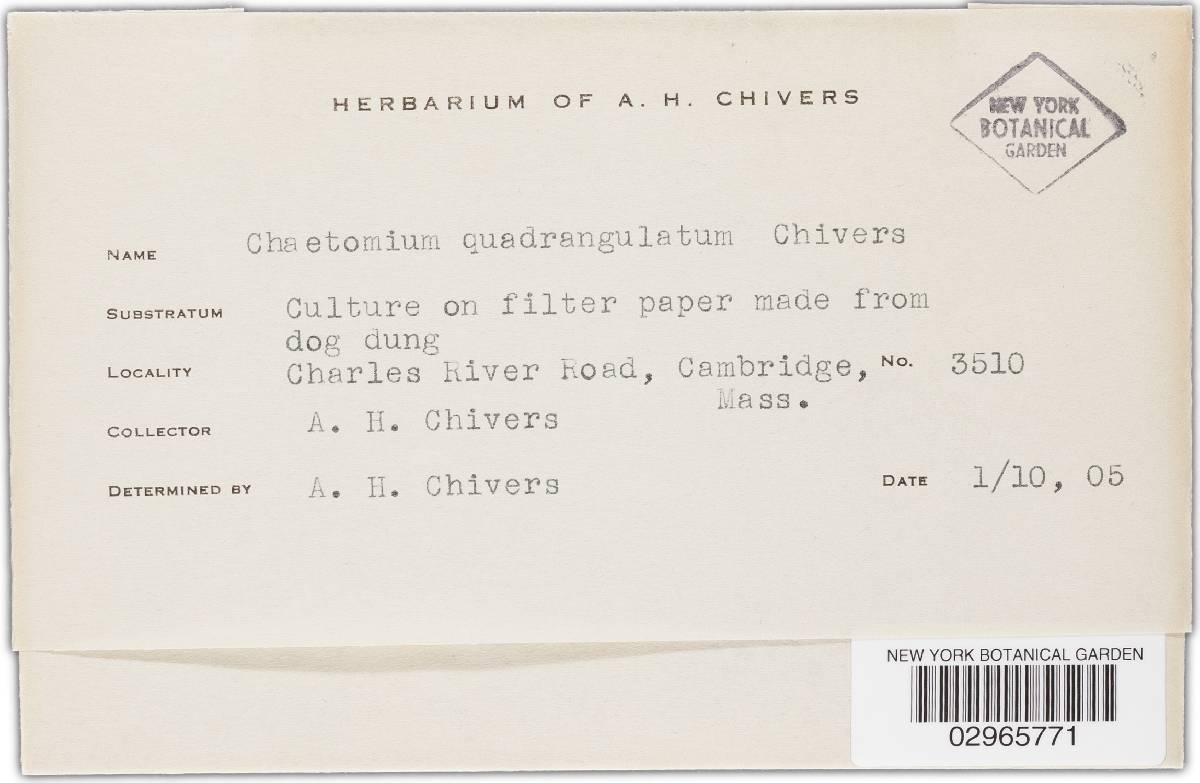 HERBARIUM OF A. H. CHIVERS
NEW YORK
BOTANICAL
GARDEN
NAME Chaetomium quadrangulatum Chivers
SUBSTRATUM Culture on filter paper made from
dog dung
LOCALITY Charles River Road, Cambridge, No. 3510
Mass.
COLLECTOR A. H. Chivers
DETERMINED BY A. H. Chivers DATE 1/10, 05
NEW YORK BOTANICAL GARDEN
02965771